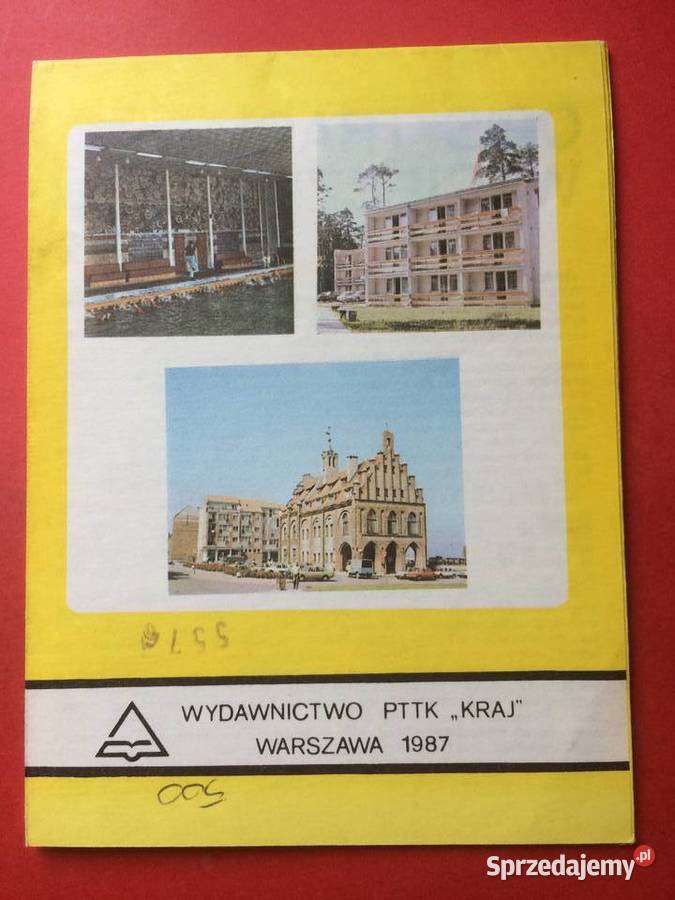 WYDAWNICTWO PTTK „KRAJ"
WARSZAWA 1987
Sprzedajemy.pl